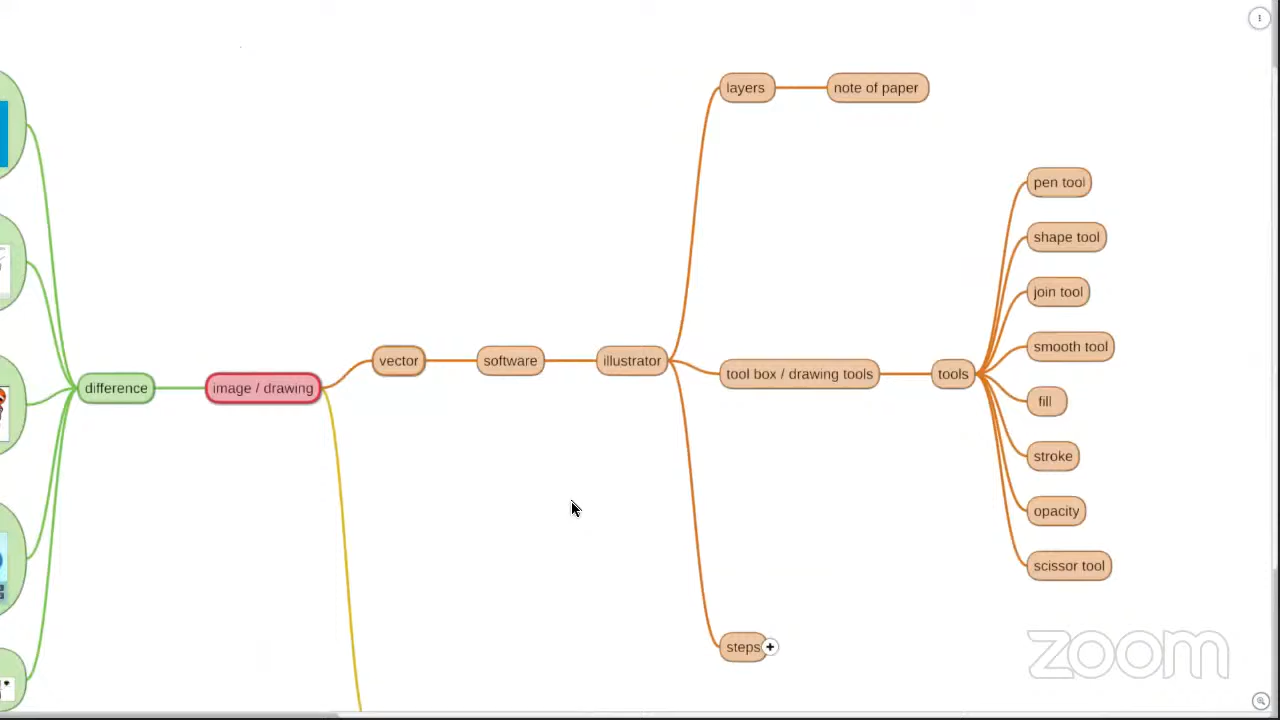 layers
note of paper
pen tool
shape tool
join tool
smooth tool
fill
stroke
opacity
scissor tool
tools
tool box / drawing tools
illustrator
software
vector
image / drawing
difference
steps
zoom